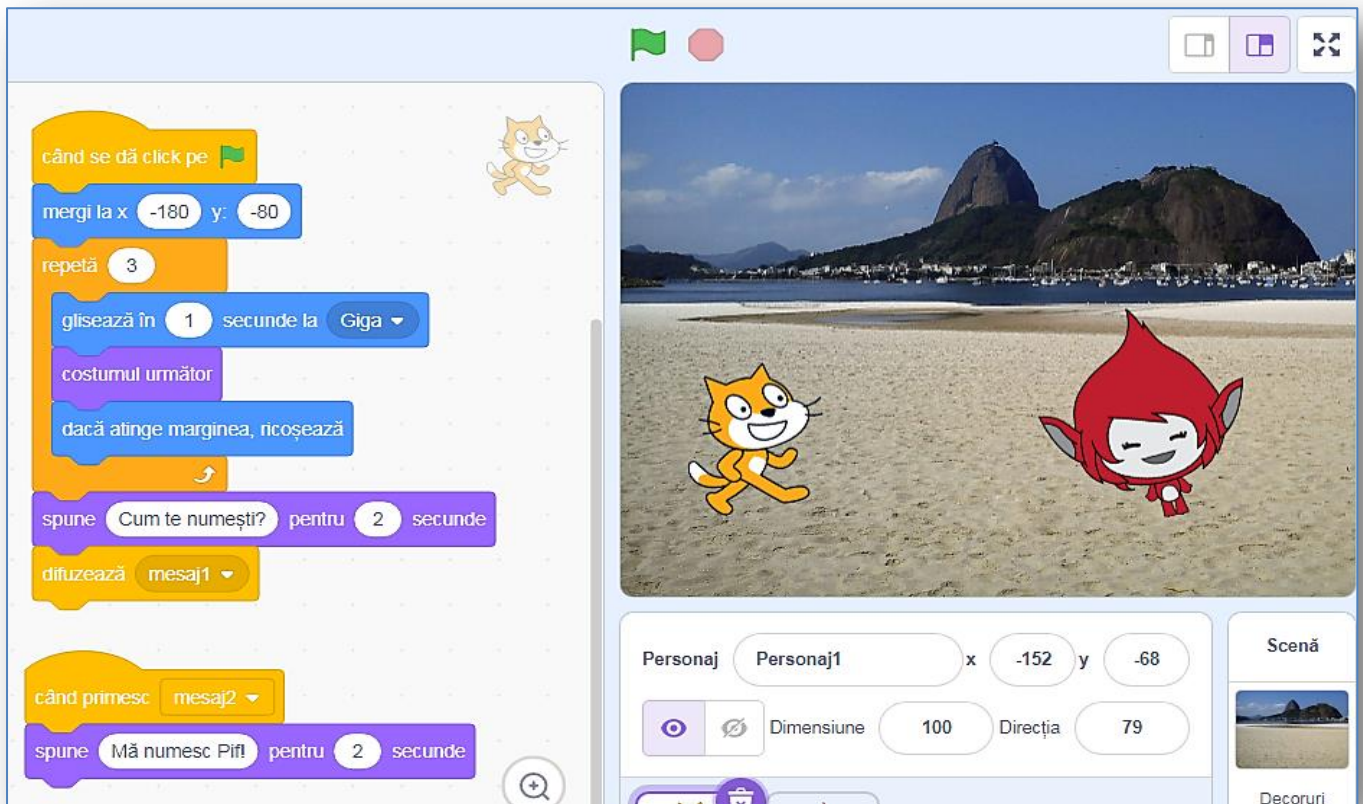 când se dă click pe
mergi la x -180 y: -80
repetă 3
glisează în 1 secunde la Giga
costumul următor
dacă atinge marginea, ricoșează
spune Cum te numești? pentru 2 secunde
difuzează mesaj1
când primesc mesaj2
spune Mă numesc Pif! pentru 2 secunde
Personaj Personaj1 x -152 y -68
Dimensiune 100 Direcția 79
Scenă
Decoruri